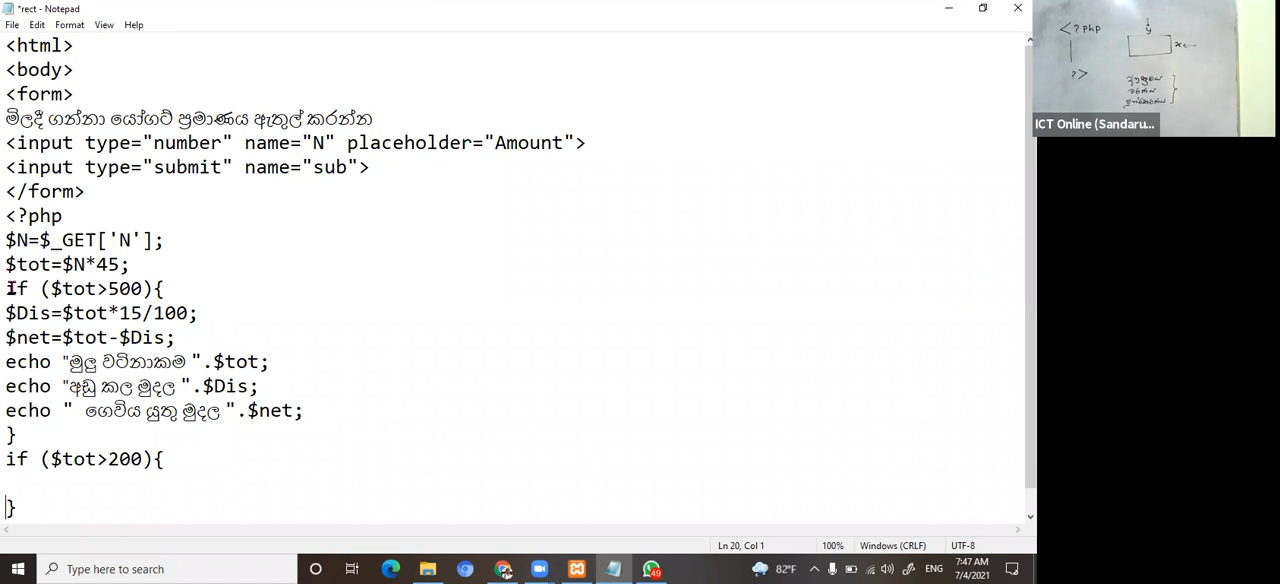 *rect - Notepad
File Edit Format View Help
<html>
<body>
<form>
මිලදී ගන්නා යෝගට් ප්‍රමාණය ඇතුල් කරන්න
<input type="number" name="N" placeholder="Amount">
<input type="submit" name="sub">
</form>
<?php
$N=$_GET['N'];
$tot=$N*45;
if ($tot>500){
$Dis=$tot*15/100;
$net=$tot-$Dis;
echo "මුලු වටිනාකම ".$tot;
echo "අඩු කල මුදල ".$Dis;
echo " ගෙවිය යුතු මුදල ".$net;
}
if ($tot>200){
}
Ln 20, Col 1 100% Windows (CRLF) UTF-8
<?php
y
x
?>
ICT Online (Sandaru...
Type here to search
49
82°F ENG 7:47 AM
7/4/2021